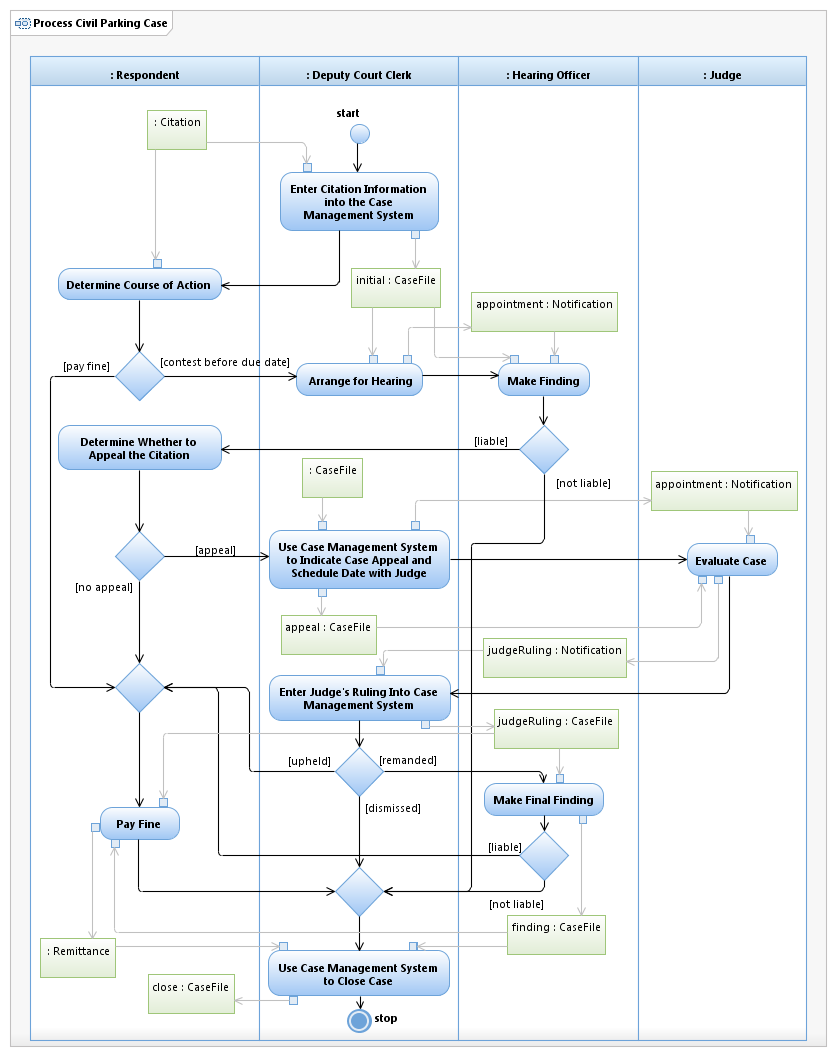 Process Civil Parking Case
: Respondent
: Deputy Court Clerk
: Hearing Officer
: Judge
start
: Citation
Enter Citation Information
into the Case
Management System
Determine Course of Action
initial : CaseFile
appointment : Notification
[pay fine]
[contest before due date]
Arrange for Hearing
Make Finding
Determine Whether to
Appeal the Citation
[liable]
: CaseFile
[not liable]
appointment : Notification
[appeal]
Use Case Management System
to Indicate Case Appeal and
Schedule Date with Judge
Evaluate Case
[no appeal]
appeal : CaseFile
judgeRuling : Notification
Enter Judge's Ruling Into Case
Management System
judgeRuling : CaseFile
[upheld]
[remanded]
Make Final Finding
[dismissed]
Pay Fine
[liable]
[not liable]
finding : CaseFile
: Remittance
Use Case Management System
to Close Case
close : CaseFile
stop